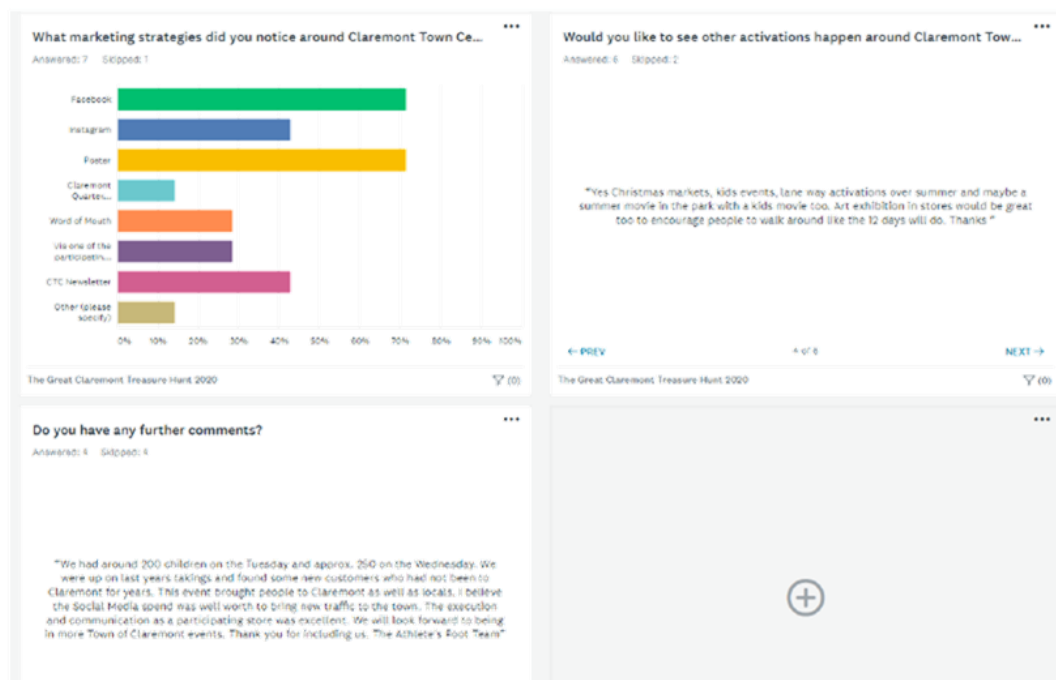 What marketing strategies did you notice around Claremont Town Ce...
Answered: 7 Skipped: 1
Facebook
Instagram
Poster
Claremont
Quarter...
Word of Mouth
Via one of the
participatin...
CTC Newsletter
Other (please
specify)
0% 10% 20% 30% 40% 50% 60% 70% 80% 90% 100%
The Great Claremont Treasure Hunt 2020
(0)
Would you like to see other activations happen around Claremont Tow...
Answered: 6 Skipped: 2
"Yes Christmas markets, kids events, lane way activations over summer and maybe a
summer movie in the park with a kids movie too. Art exhibition in stores would be great
too to encourage people to walk around like the 12 days will do. Thanks "
← PREV
4 of 6
NEXT →
The Great Claremont Treasure Hunt 2020
(0)
Do you have any further comments?
Answered: 4 Skipped: 4
"We had around 200 children on the Tuesday and approx. 250 on the Wednesday. We
were up on last years takings and found some new customers who had not been to
Claremont for years. This event brought people to Claremont as well as locals. I believe
the Social Media spend was well worth to bring new traffic to the town. The execution
and communication as a participating store was excellent. We will look forward to being
in more Town of Claremont events. Thank you for including us. The Athlete's Foot Team"